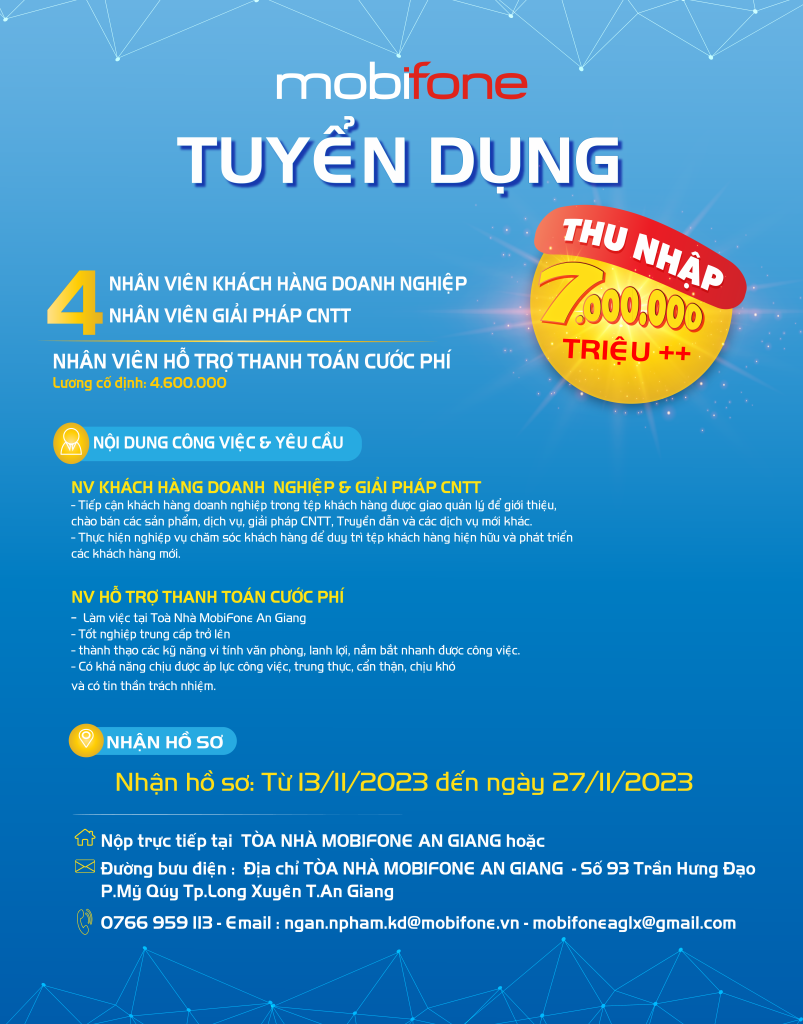 mobifone
TUYỂN DỤNG
THU NHẬP
7.000.000
TRIỆU ++
4
NHÂN VIÊN KHÁCH HÀNG DOANH NGHIỆP
NHÂN VIÊN GIẢI PHÁP CNTT
NHÂN VIÊN HỖ TRỢ THANH TOÁN CƯỚC PHÍ
Lương cố định: 4.600.000
NỘI DUNG CÔNG VIỆC & YÊU CẦU
NV KHÁCH HÀNG DOANH NGHIỆP & GIẢI PHÁP CNTT
- Tiếp cận khách hàng doanh nghiệp trong tệp khách hàng được giao quản lý để giới thiệu,
chào bán các sản phẩm, dịch vụ, giải pháp CNTT, Truyền dẫn và các dịch vụ mới khác.
- Thực hiện nghiệp vụ chăm sóc khách hàng để duy trì tệp khách hàng hiện hữu và phát triển
các khách hàng mới.
NV HỖ TRỢ THANH TOÁN CƯỚC PHÍ
- Làm việc tại Toà Nhà MobiFone An Giang
- Tốt nghiệp trung cấp trở lên
- thành thạo các kỹ năng vi tính văn phòng, lanh lợi, nắm bắt nhanh được công việc.
- Có khả năng chịu được áp lực công việc, trung thực, cẩn thận, chịu khó
và có tin thần trách nhiệm.
NHẬN HỒ SƠ
Nhận hồ sơ: Từ 13/11/2023 đến ngày 27/11/2023
Nộp trực tiếp tại TÒA NHÀ MOBIFONE AN GIANG hoặc
Đường bưu điện : Địa chỉ TÒA NHÀ MOBIFONE AN GIANG - Số 93 Trần Hưng Đạo
P.Mỹ Qúy Tp.Long Xuyên T.An Giang
0766 959 113 - Email : ngan.npham.kd@mobifone.vn - mobifoneaglx@gmail.com